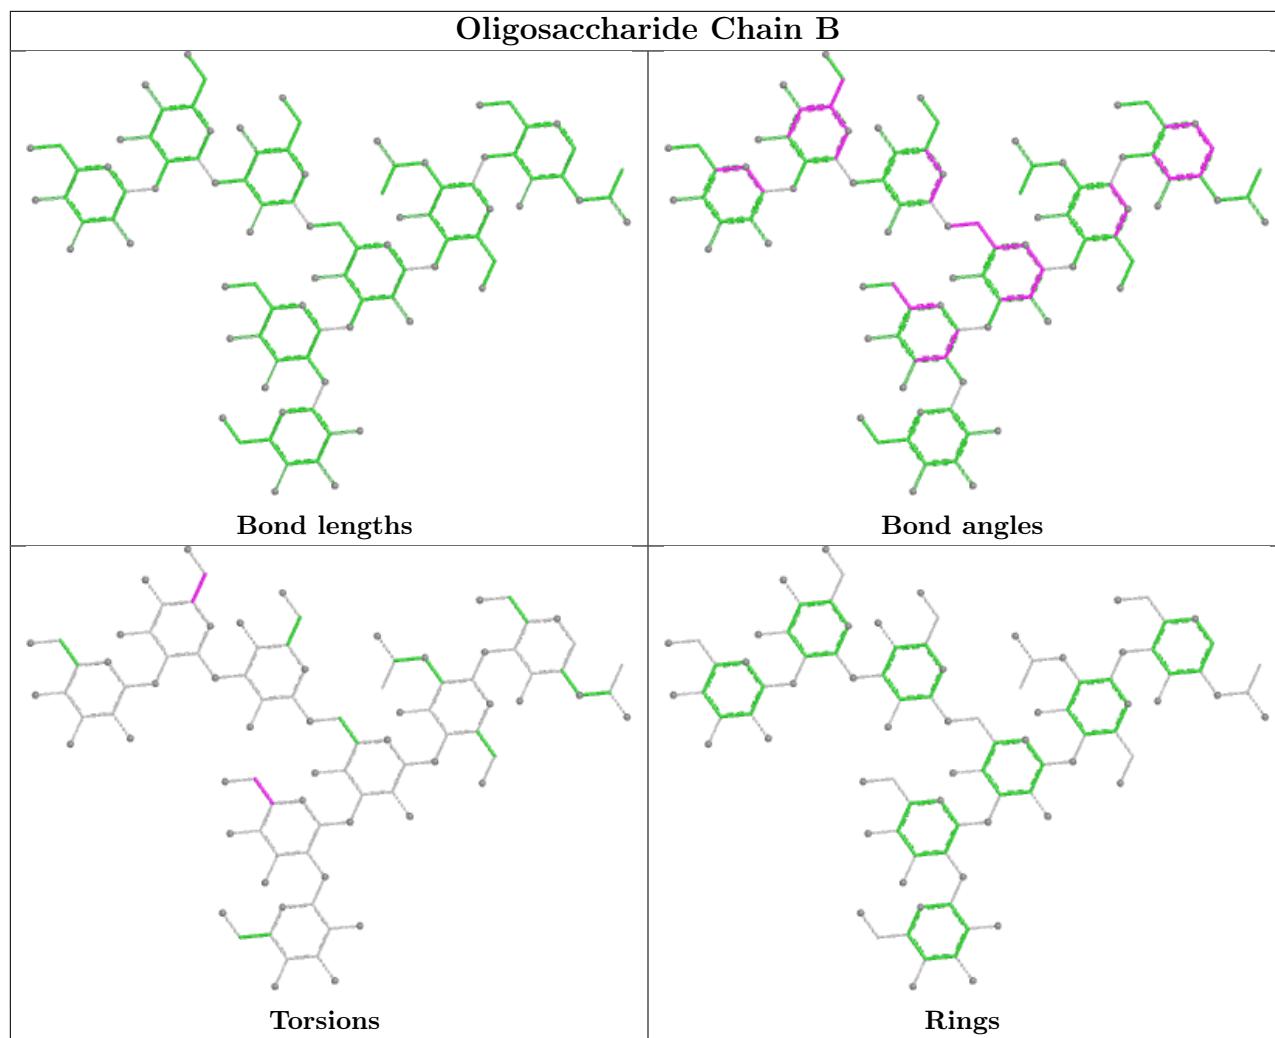 Oligosaccharide Chain B
Bond lengths
Bond angles
Torsions
Rings